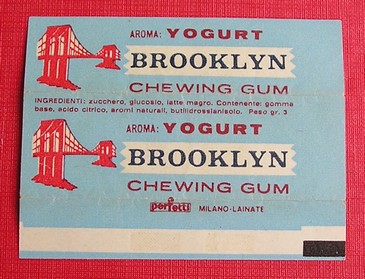 AROMA: YOGURT
BROOKLYN
CHEWING GUM
INGREDIENTI: zucchero, glucosio, latte magro. Contenente: gomma
base, acido citrico, aromi naturali, butilidrossianisolo. Peso gr. 3
AROMA: YOGURT
BROOKLYN
CHEWING GUM
perfetti MILANO-LAINATE